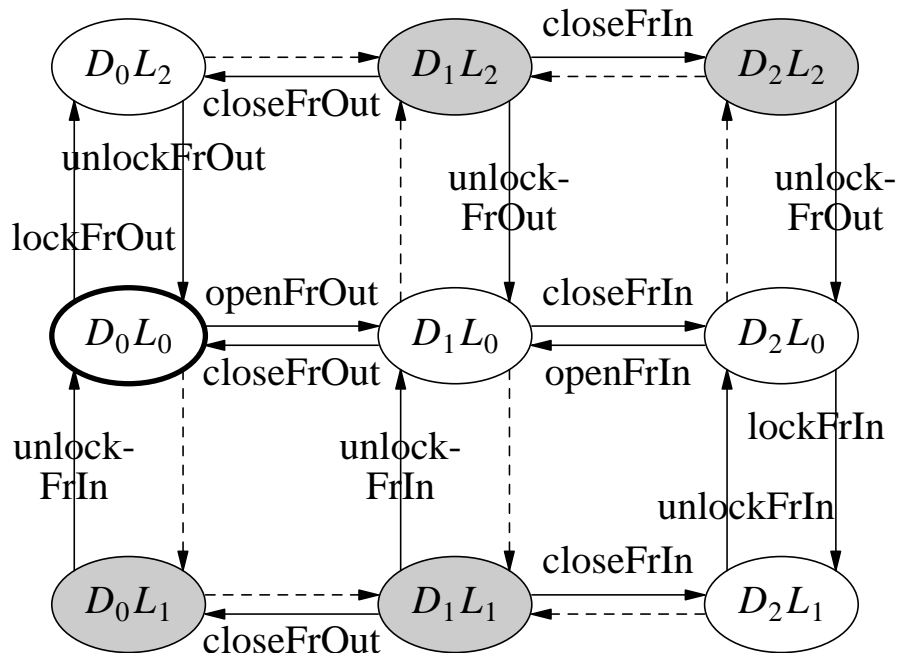 closeFrIn
D0L2
D1L2
D2L2
closeFrOut
unlockFrOut
unlock-
FrOut
unlock-
FrOut
lockFrOut
openFrOut
closeFrIn
D0L0
D1L0
D2L0
closeFrOut
openFrIn
unlock-
FrIn
unlock-
FrIn
lockFrIn
unlockFrIn
closeFrIn
D0L1
D1L1
D2L1
closeFrOut